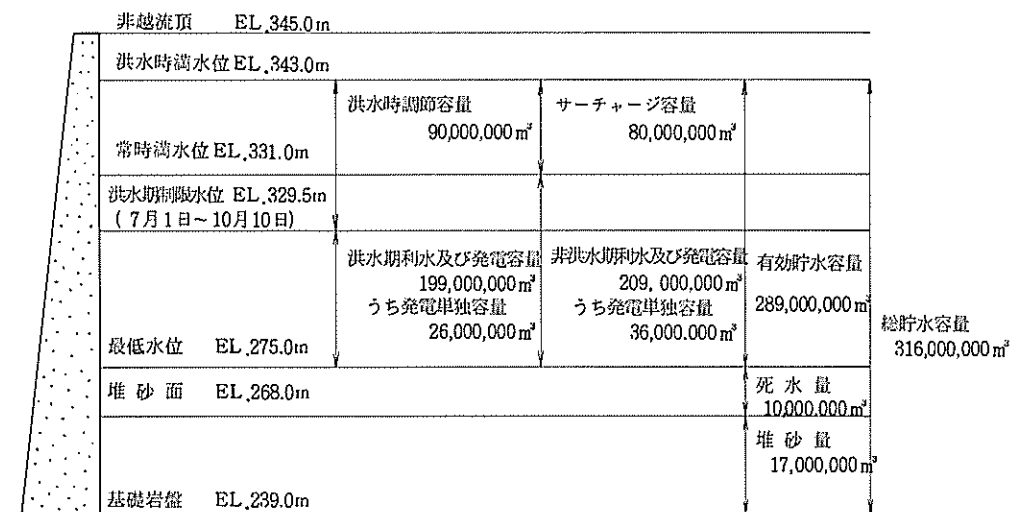 非越流頂 EL.345.0m
洪水時満水位 EL.343.0m
洪水時調節容量
90,000,000㎥
サーチャージ容量
80,000,000㎥
常時満水位 EL.331.0m
洪水期制限水位 EL.329.5m
(7月1日~10月10日)
洪水期利水及び発電容量
199,000,000㎥
うち発電単独容量
26,000,000㎥
非洪水期利水及び発電容量
209,000,000㎥
うち発電単独容量
36,000,000㎥
有効貯水容量
289,000,000㎥
総貯水容量
316,000,000㎥
最低水位 EL.275.0m
堆砂面 EL.268.0m
死水量
10,000,000㎥
堆砂量
17,000,000㎥
基礎岩盤 EL.239.0m